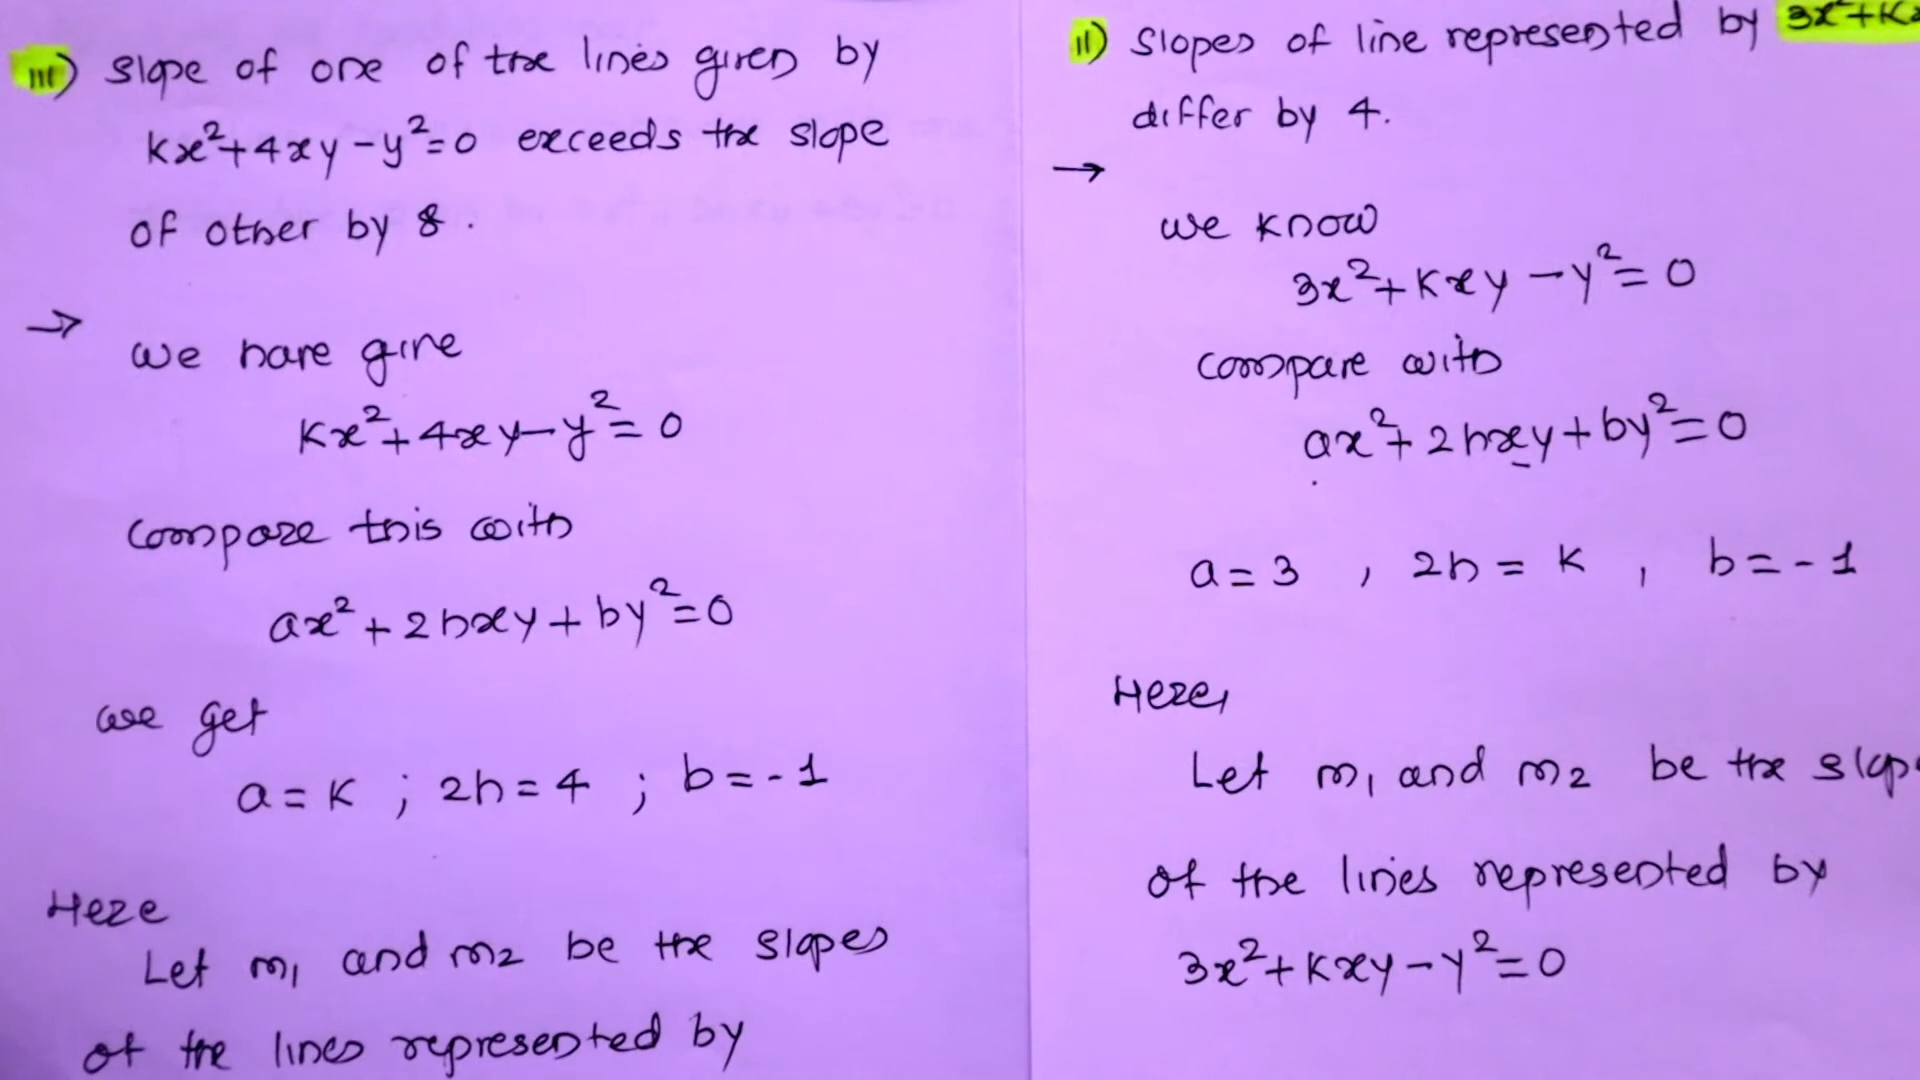 iii) slope of one of the lines given by
kx²+4xy-y²=0 exceeds the slope
of other by 8.
→
we have give
kx²+4xy-y²=0
compare this with
ax²+2hxy+by²=0
we get
a=k ; 2h=4 ; b=-1
Here
Let m₁ and m₂ be the slopes
of the lines represented by
ii) slopes of line represented by 3x²+K
differ by 4.
→
we know
3x²+kxy-y²=0
compare with
ax²+2hxy+by²=0
a=3 , 2h=k , b=-1
Here,
Let m₁ and m₂ be the slop
of the lines represented by
3x²+kxy-y²=0